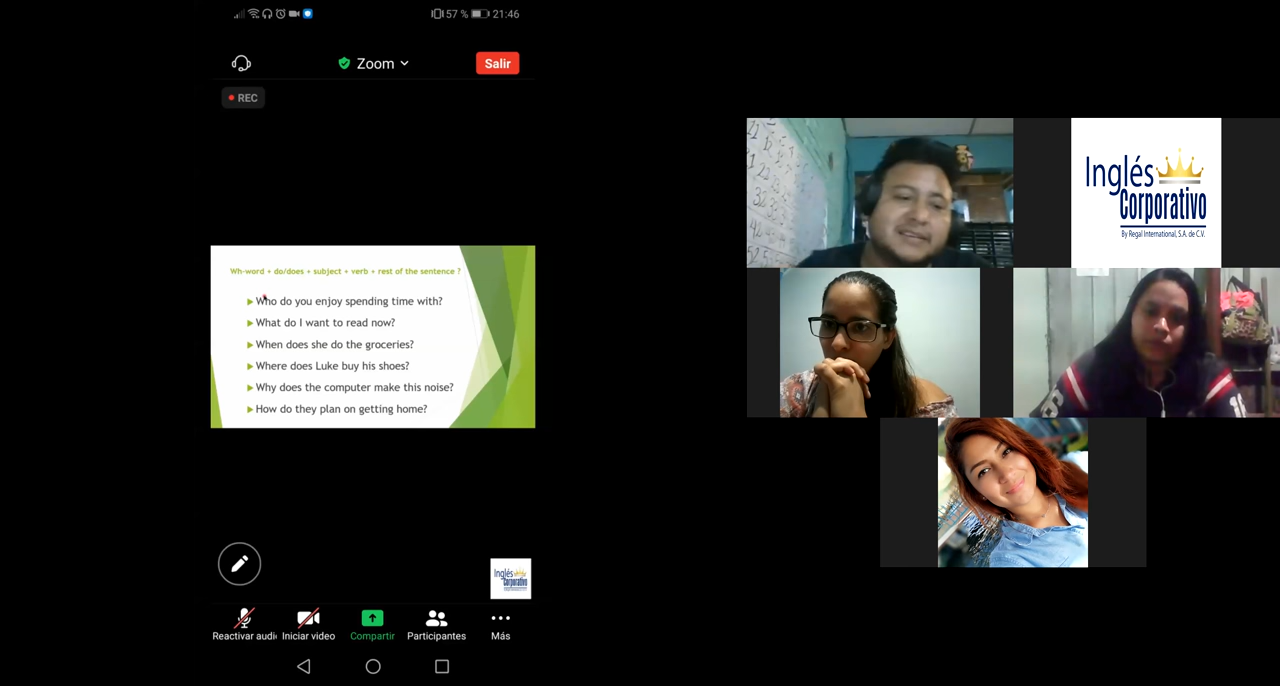 57 % 21:46
Zoom
Salir
REC
Wh-word + do/does + subject + verb + rest of the sentence ?
Who do you enjoy spending time with?
What do I want to read now?
When does she do the groceries?
Where does Luke buy his shoes?
Why does the computer make this noise?
How do they plan on getting home?
Inglés
Corporativo
Reactivar audi
Iniciar video
Compartir
Participantes
Más
Inglés
Corporativo
By Regal International, S.A. de C.V.